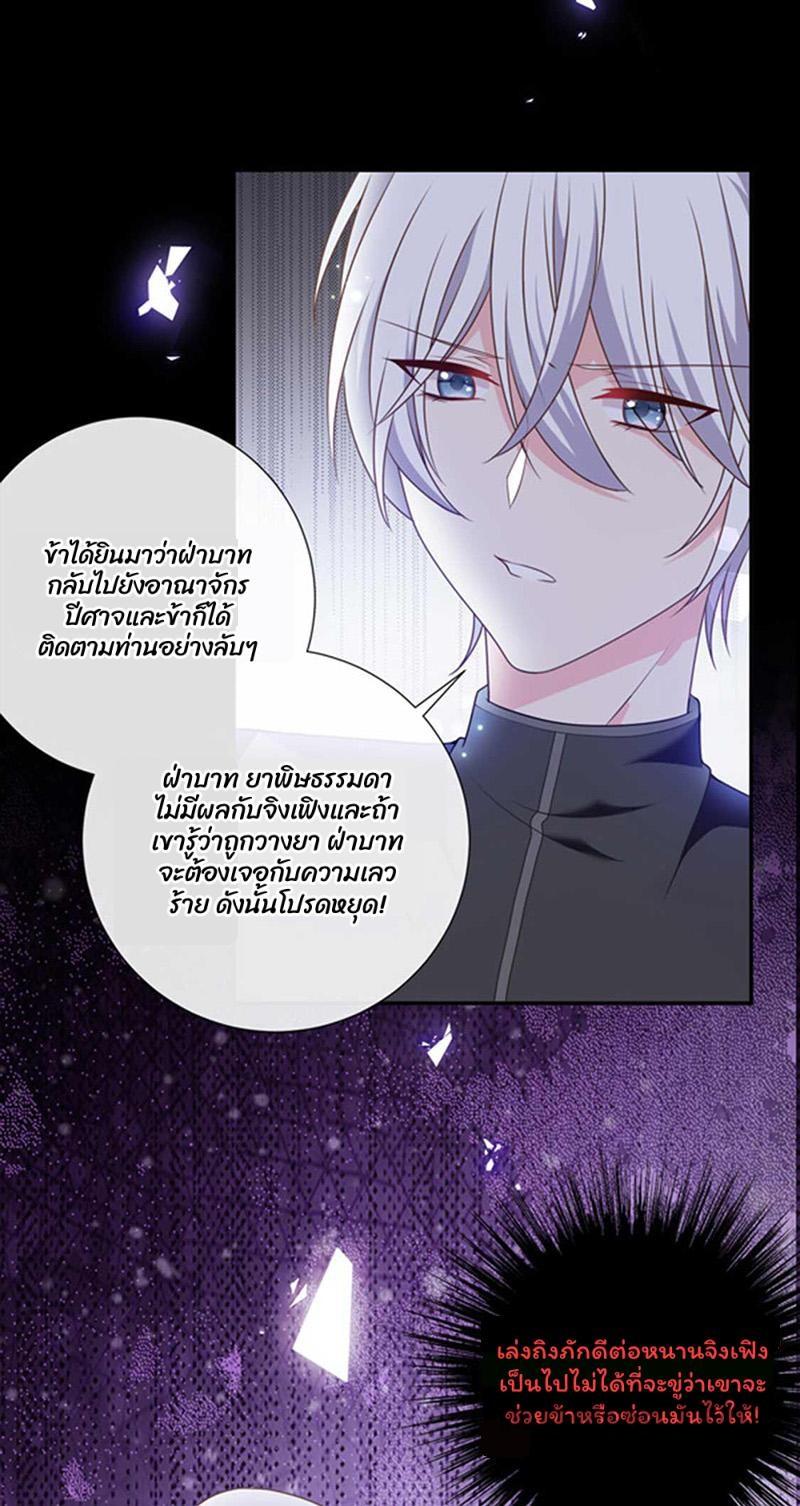 ข้าได้ยินมาว่าฝ่าบาท
กลับไปยังอาณาจักร
ปีศาจและข้าก็ได้
ติดตามท่านอย่างลับๆ
ฝ่าบาท ยาพิษธรรมดา
ไม่มีผลกับจิงเฟิงและถ้า
เขารู้ว่าถูกวางยา ฝ่าบาท
จะต้องเจอกับความเลว
ร้าย ดังนั้นโปรดหยุด!
เล่งถิงภักดีต่อหนานจิงเฟิง
เป็นไปไม่ได้ที่จะขู่ว่าเขาจะ
ช่วยข้าหรือซ่อนมันไว้ให้!